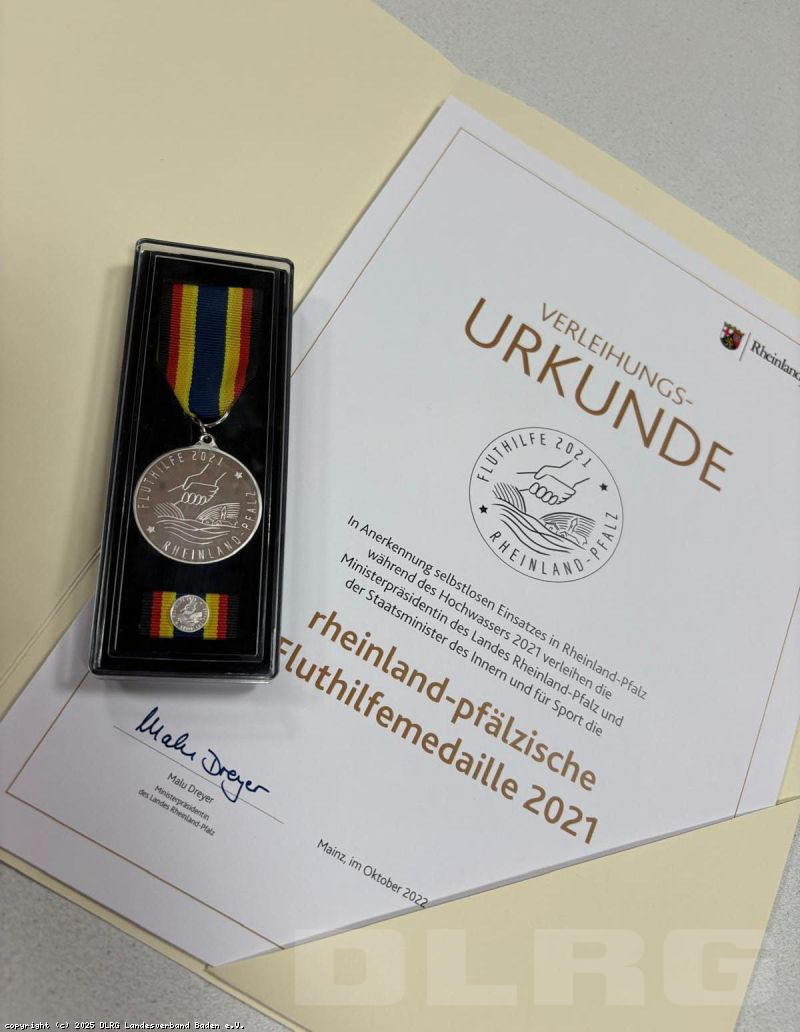 Rheinland
VERLEIHUNGS-
URKUNDE
FLUTHILFE 2021
RHEINLAND-PFALZ
In Anerkennung selbstlosen Einsatzes in Rheinland-Pfalz
während des Hochwassers 2021 verleihen die
Ministerpräsidentin des Landes Rheinland-Pfalz und
der Staatsminister des Innern und für Sport die
rheinland-pfälzische
Fluthilfemedaille 2021
FLUTHILFE 2021
RHEINLAND-PFALZ
Malu Dreyer
Malu Dreyer
Ministerpräsidentin
des Landes Rheinland-Pfalz
Mainz, im Oktober 2022
DLRG
copyright (c) 2025 DLRG Landesverband Baden e.V.